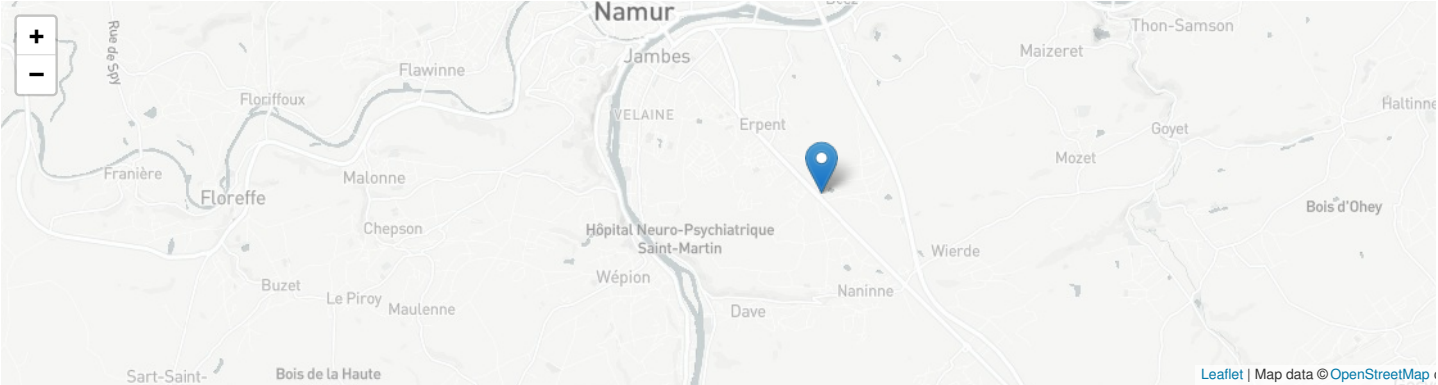 Namur
Beez
Thon-Samson
+
Rue de Spy
Maizeret
Jambes
Flawinne
−
Floriffoux
Haltinne
VELAINE
Erpent
Goyet
Mozet
Franière
Malonne
Floreffe
Bois d'Ohey
Chepson
Hôpital Neuro-Psychiatrique
Saint-Martin
Wierde
Wépion
Buzet
Naninne
Le Piroy
Maulenne
Dave
Sart-Saint-
Bois de la Haute
Leaflet | Map data © OpenStreetMap